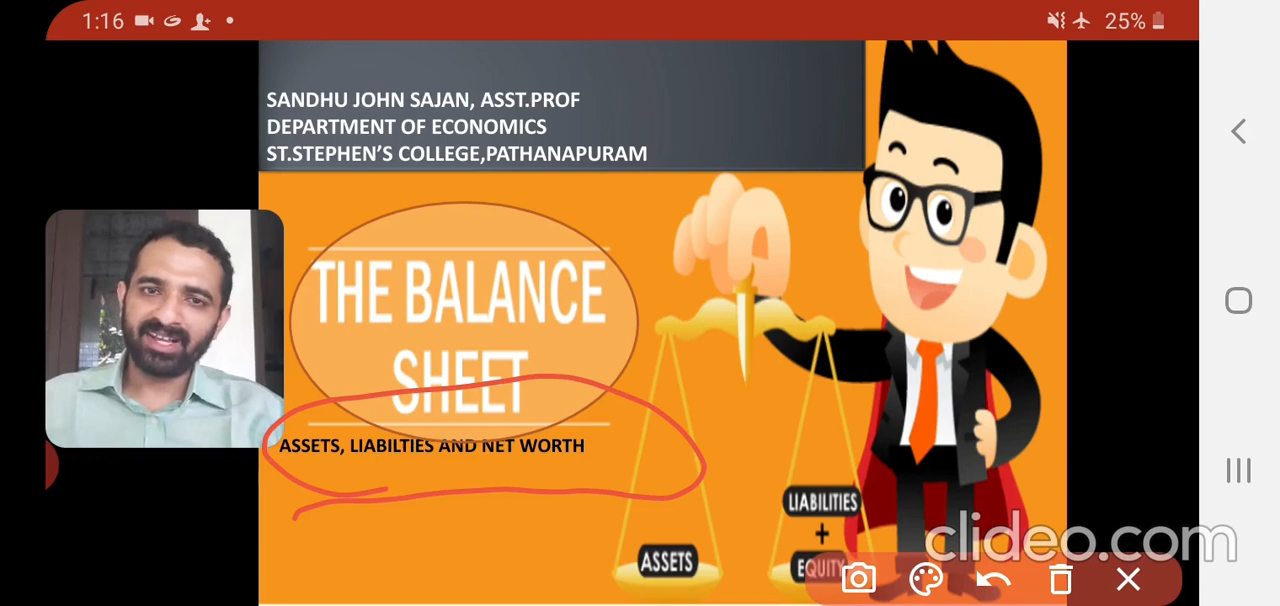 1:16
25%
SANDHU JOHN SAJAN, ASST.PROF
DEPARTMENT OF ECONOMICS
ST.STEPHEN’S COLLEGE,PATHANAPURAM
THE BALANCE
SHEET
ASSETS, LIABILTIES AND NET WORTH
LIABILITIES
+
EQUITY
ASSETS
clideo.com